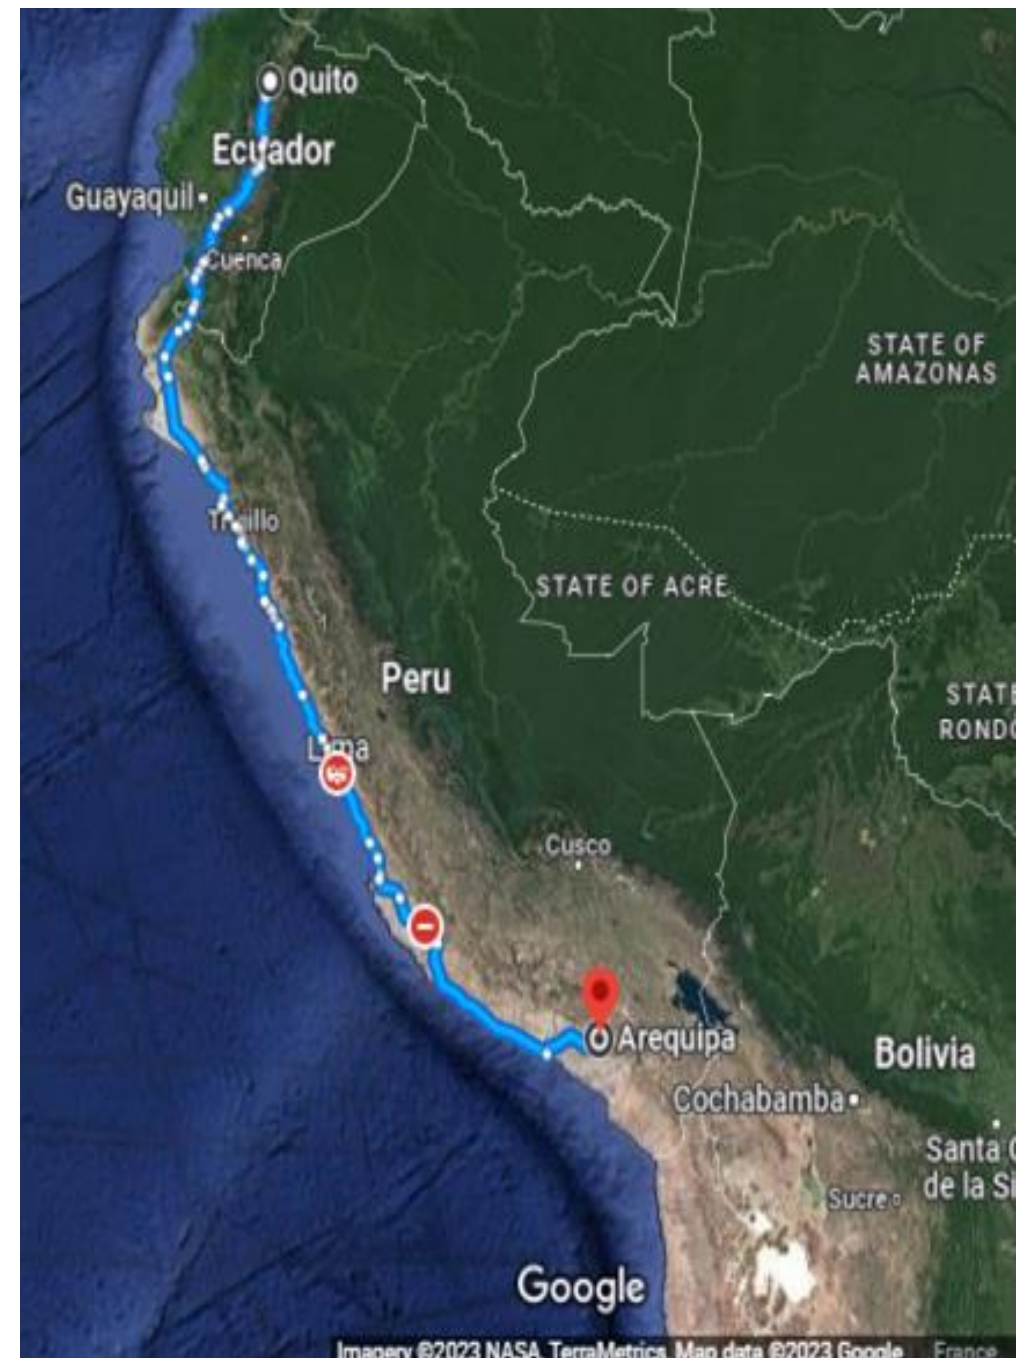 Quito
Ecuador
Guayaquil
Cuenca
STATE OF
AMAZONAS
Trujillo
STATE OF ACRE
Peru
STATE
RONDO
Lima
Cusco
Arequipa
Bolivia
Cochabamba
Santa C
de la Si
Sucre
Google
Imagery ©2023 NASA, TerraMetrics, Map data ©2023 Google
France